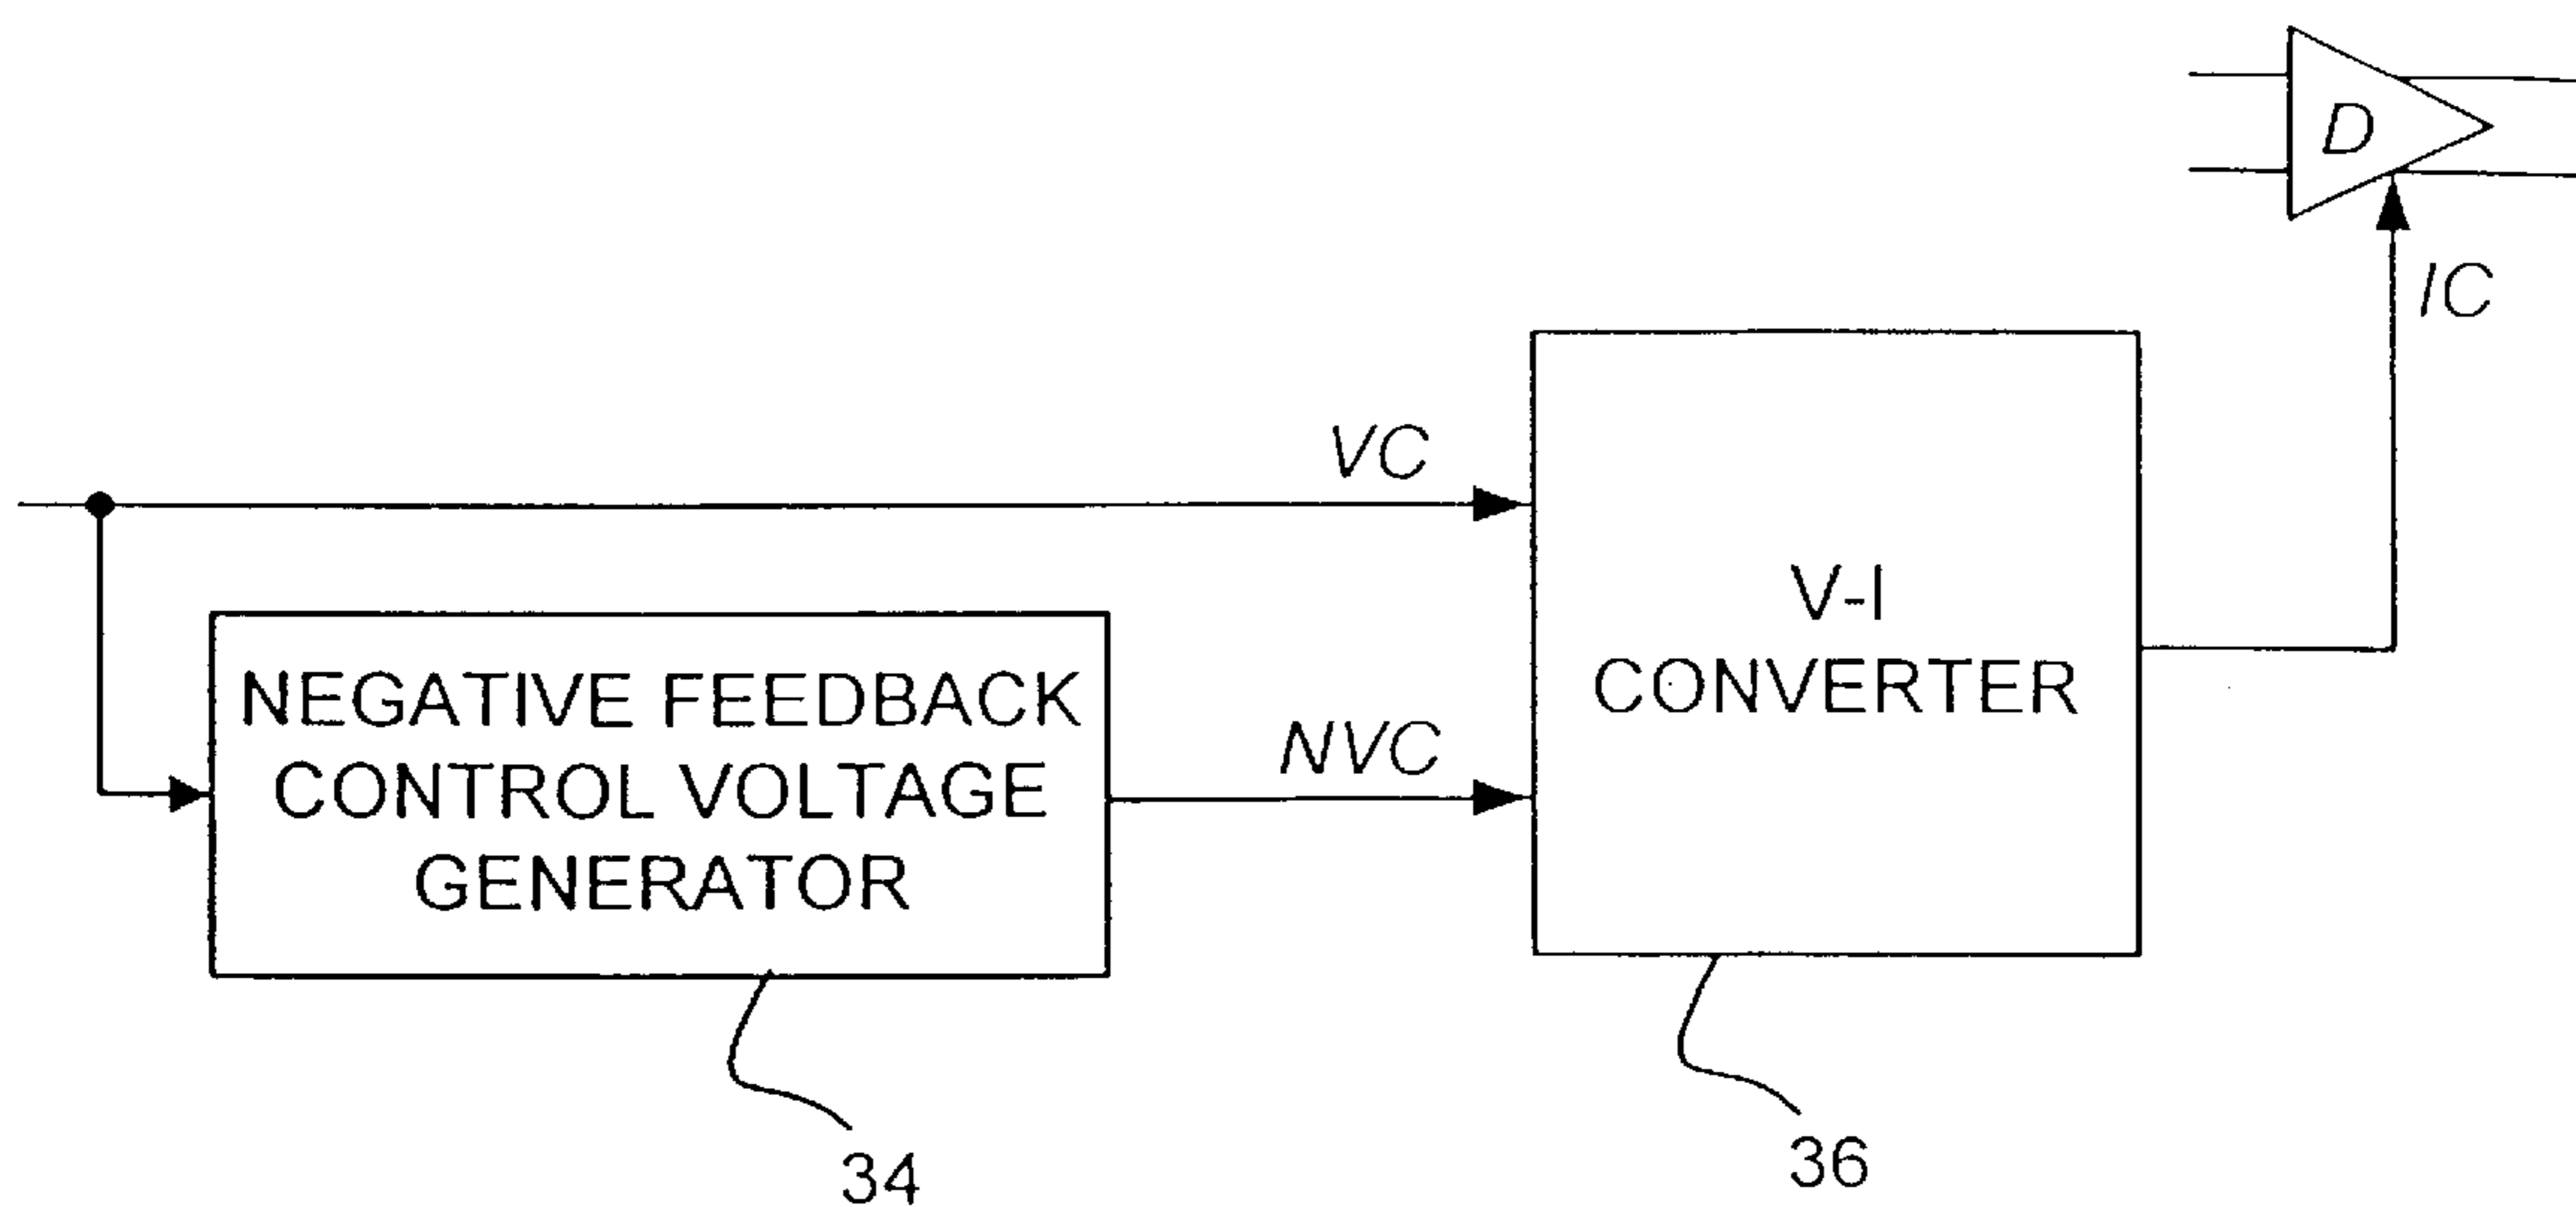 D
IC
VC
V-I
CONVERTER
NEGATIVE FEEDBACK
CONTROL VOLTAGE
GENERATOR
NVC
34
36